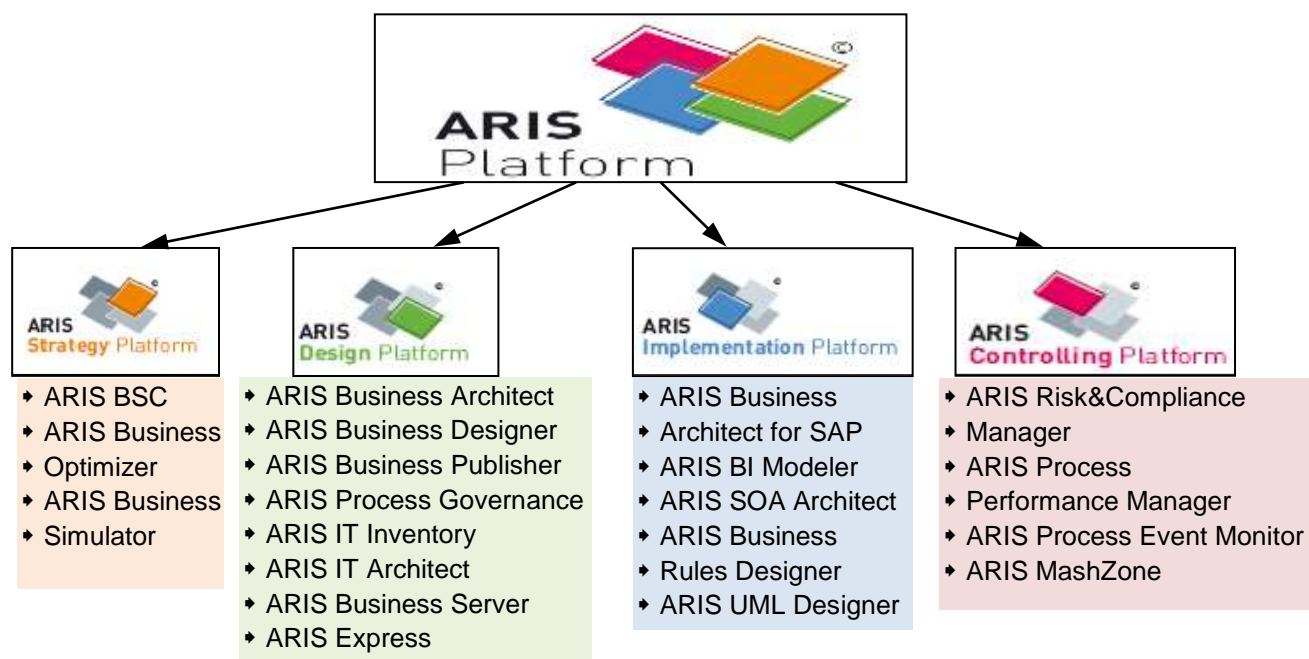 ©
ARIS
Platform
©
ARIS
Strategy Platform
➧ ARIS BSC
➧ ARIS Business
➧ Optimizer
➧ ARIS Business
➧ Simulator
©
ARIS
Design Platform
➧ ARIS Business Architect
➧ ARIS Business Designer
➧ ARIS Business Publisher
➧ ARIS Process Governance
➧ ARIS IT Inventory
➧ ARIS IT Architect
➧ ARIS Business Server
➧ ARIS Express
©
ARIS
Implementation Platform
➧ ARIS Business
➧ Architect for SAP
➧ ARIS BI Modeler
➧ ARIS SOA Architect
➧ ARIS Business
➧ Rules Designer
➧ ARIS UML Designer
©
ARIS
Controlling Platform
➧ ARIS Risk&Compliance
➧ Manager
➧ ARIS Process
➧ Performance Manager
➧ ARIS Process Event Monitor
➧ ARIS MashZone